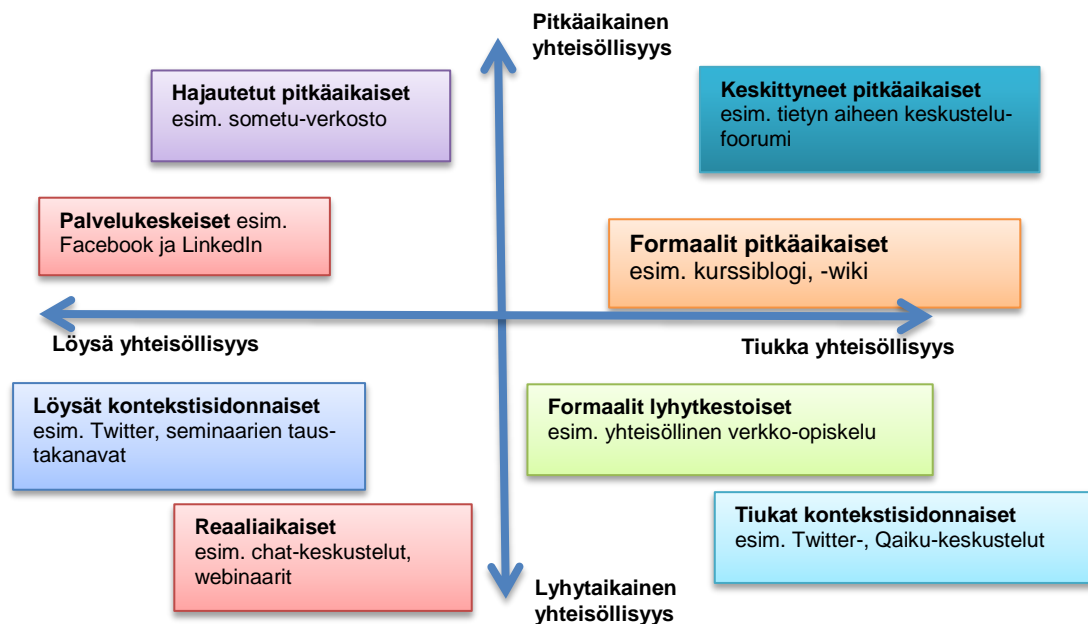 Pitkäaikainen
yhteisöllisyys
Hajautetut pitkäaikaiset
esim. sometu-verkosto
Keskittyneet pitkäaikaiset
esim. tietyn aiheen keskustelu-
foorumi
Palvelukeskeiset esim.
Facebook ja LinkedIn
Formaalit pitkäaikaiset
esim. kurssiblogi, -wiki
Löysä yhteisöllisyys
Tiukka yhteisöllisyys
Löysät kontekstisidonnaiset
esim. Twitter, seminaarien taus-
takanavat
Formaalit lyhytkestoiset
esim. yhteisöllinen verkko-opiskelu
Reaaliaikaiset
esim. chat-keskustelut,
webinaarit
Tiukat kontekstisidonnaiset
esim. Twitter-, Qaiku-keskustelut
Lyhytaikainen
yhteisöllisyys